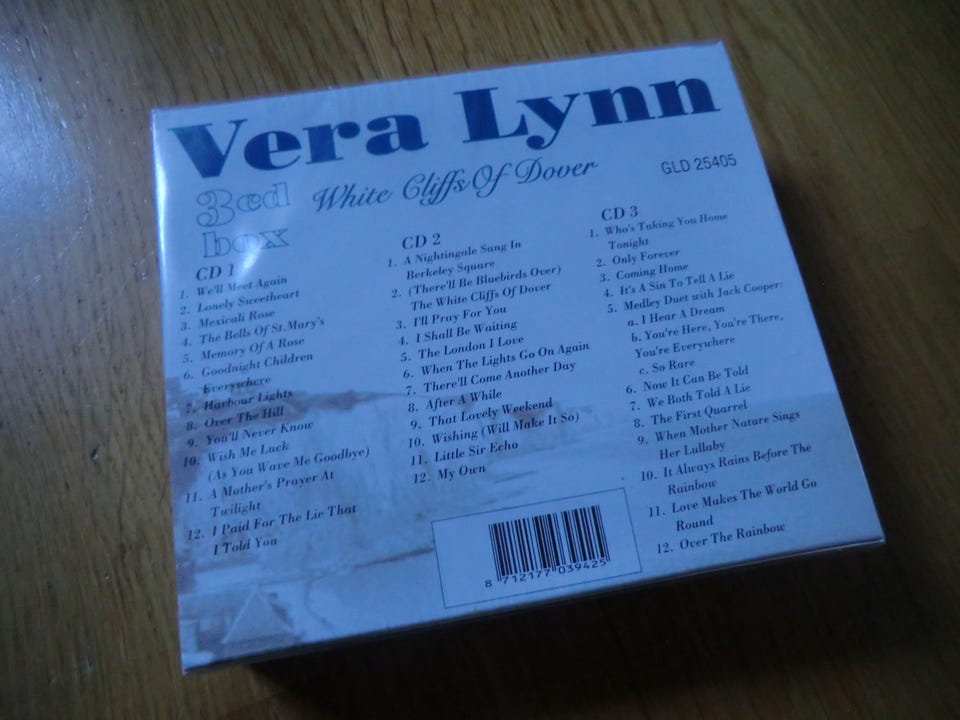 Vera Lynn
3cd
box
White Cliffs Of Dover
GLD 25405
CD 1
1. We'll Meet Again
2. Lonely Sweetheart
3. Mexicali Rose
4. The Bells Of St.Mary's
5. Memory Of A Rose
6. Goodnight Children
Everywhere
7. Harbour Lights
8. Over The Hill
9. You'll Never Know
10. Wish Me Luck
(As You Wave Me Goodbye)
11. A Mother's Prayer At
Twilight
12. I Paid For The Lie That
I Told You
CD 2
1. A Nightingale Sang In
Berkeley Square
2. (There'll Be Bluebirds Over)
The White Cliffs Of Dover
3. I'll Pray For You
4. I Shall Be Waiting
5. The London I Love
6. When The Lights Go On Again
7. There'll Come Another Day
8. After A While
9. That Lovely Weekend
10. Wishing (Will Make It So)
11. Little Sir Echo
12. My Own
CD 3
1. Who's Taking You Home
Tonight
2. Only Forever
3. Coming Home
4. It's A Sin To Tell A Lie
5. Medley Duet with Jack Cooper:
a. I Hear A Dream
b. You're Here, You're There,
You're Everywhere
c. So Rare
6. Now It Can Be Told
7. We Both Told A Lie
8. The First Quarrel
9. When Mother Nature Sings
Her Lullaby
10. It Always Rains Before The
Rainbow
11. Love Makes The World Go
Round
12. Over The Rainbow
8 712177 039425